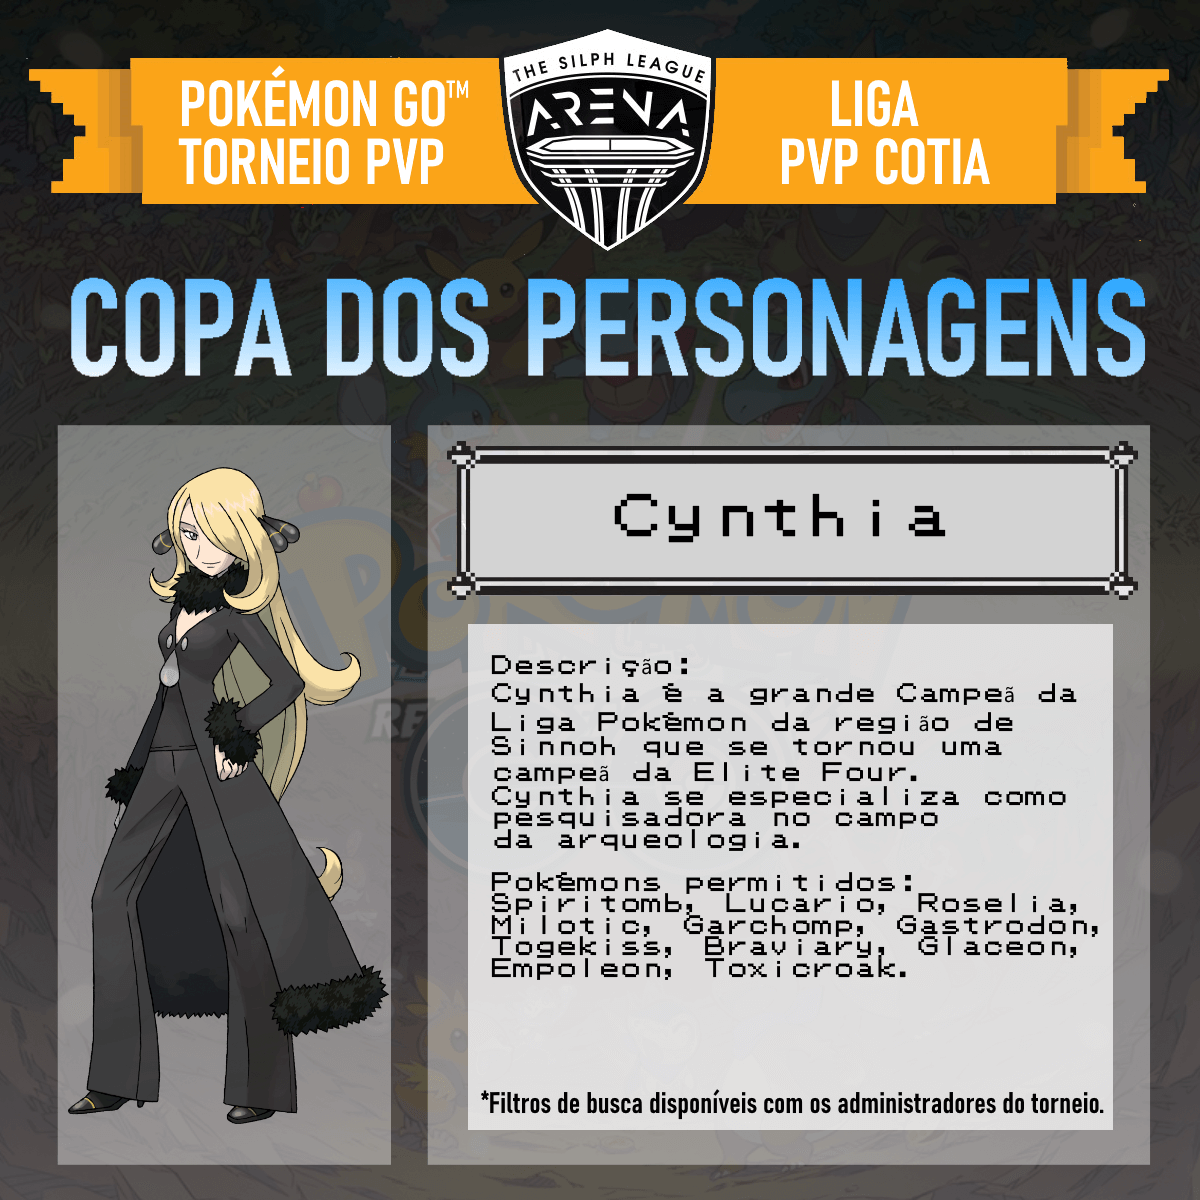 POKÉMON GO™
TORNEIO PVP
THE SILPH LEAGUE
ARENA
LIGA
PVP COTIA
COPA DOS PERSONAGENS
Cynthia
Descrição:
Cynthia é a grande Campeã da
Liga Pokémon da região de
Sinnoh que se tornou uma
campeã da Elite Four.
Cynthia se especializa como
pesquisadora no campo
da arqueologia.
Pokémons permitidos:
Spiritomb, Lucario, Roselia,
Milotic, Garchomp, Gastrodon,
Togekiss, Braviary, Glaceon,
Empoleon, Toxicroak.
*Filtros de busca disponíveis com os administradores do torneio.
POKÉMON